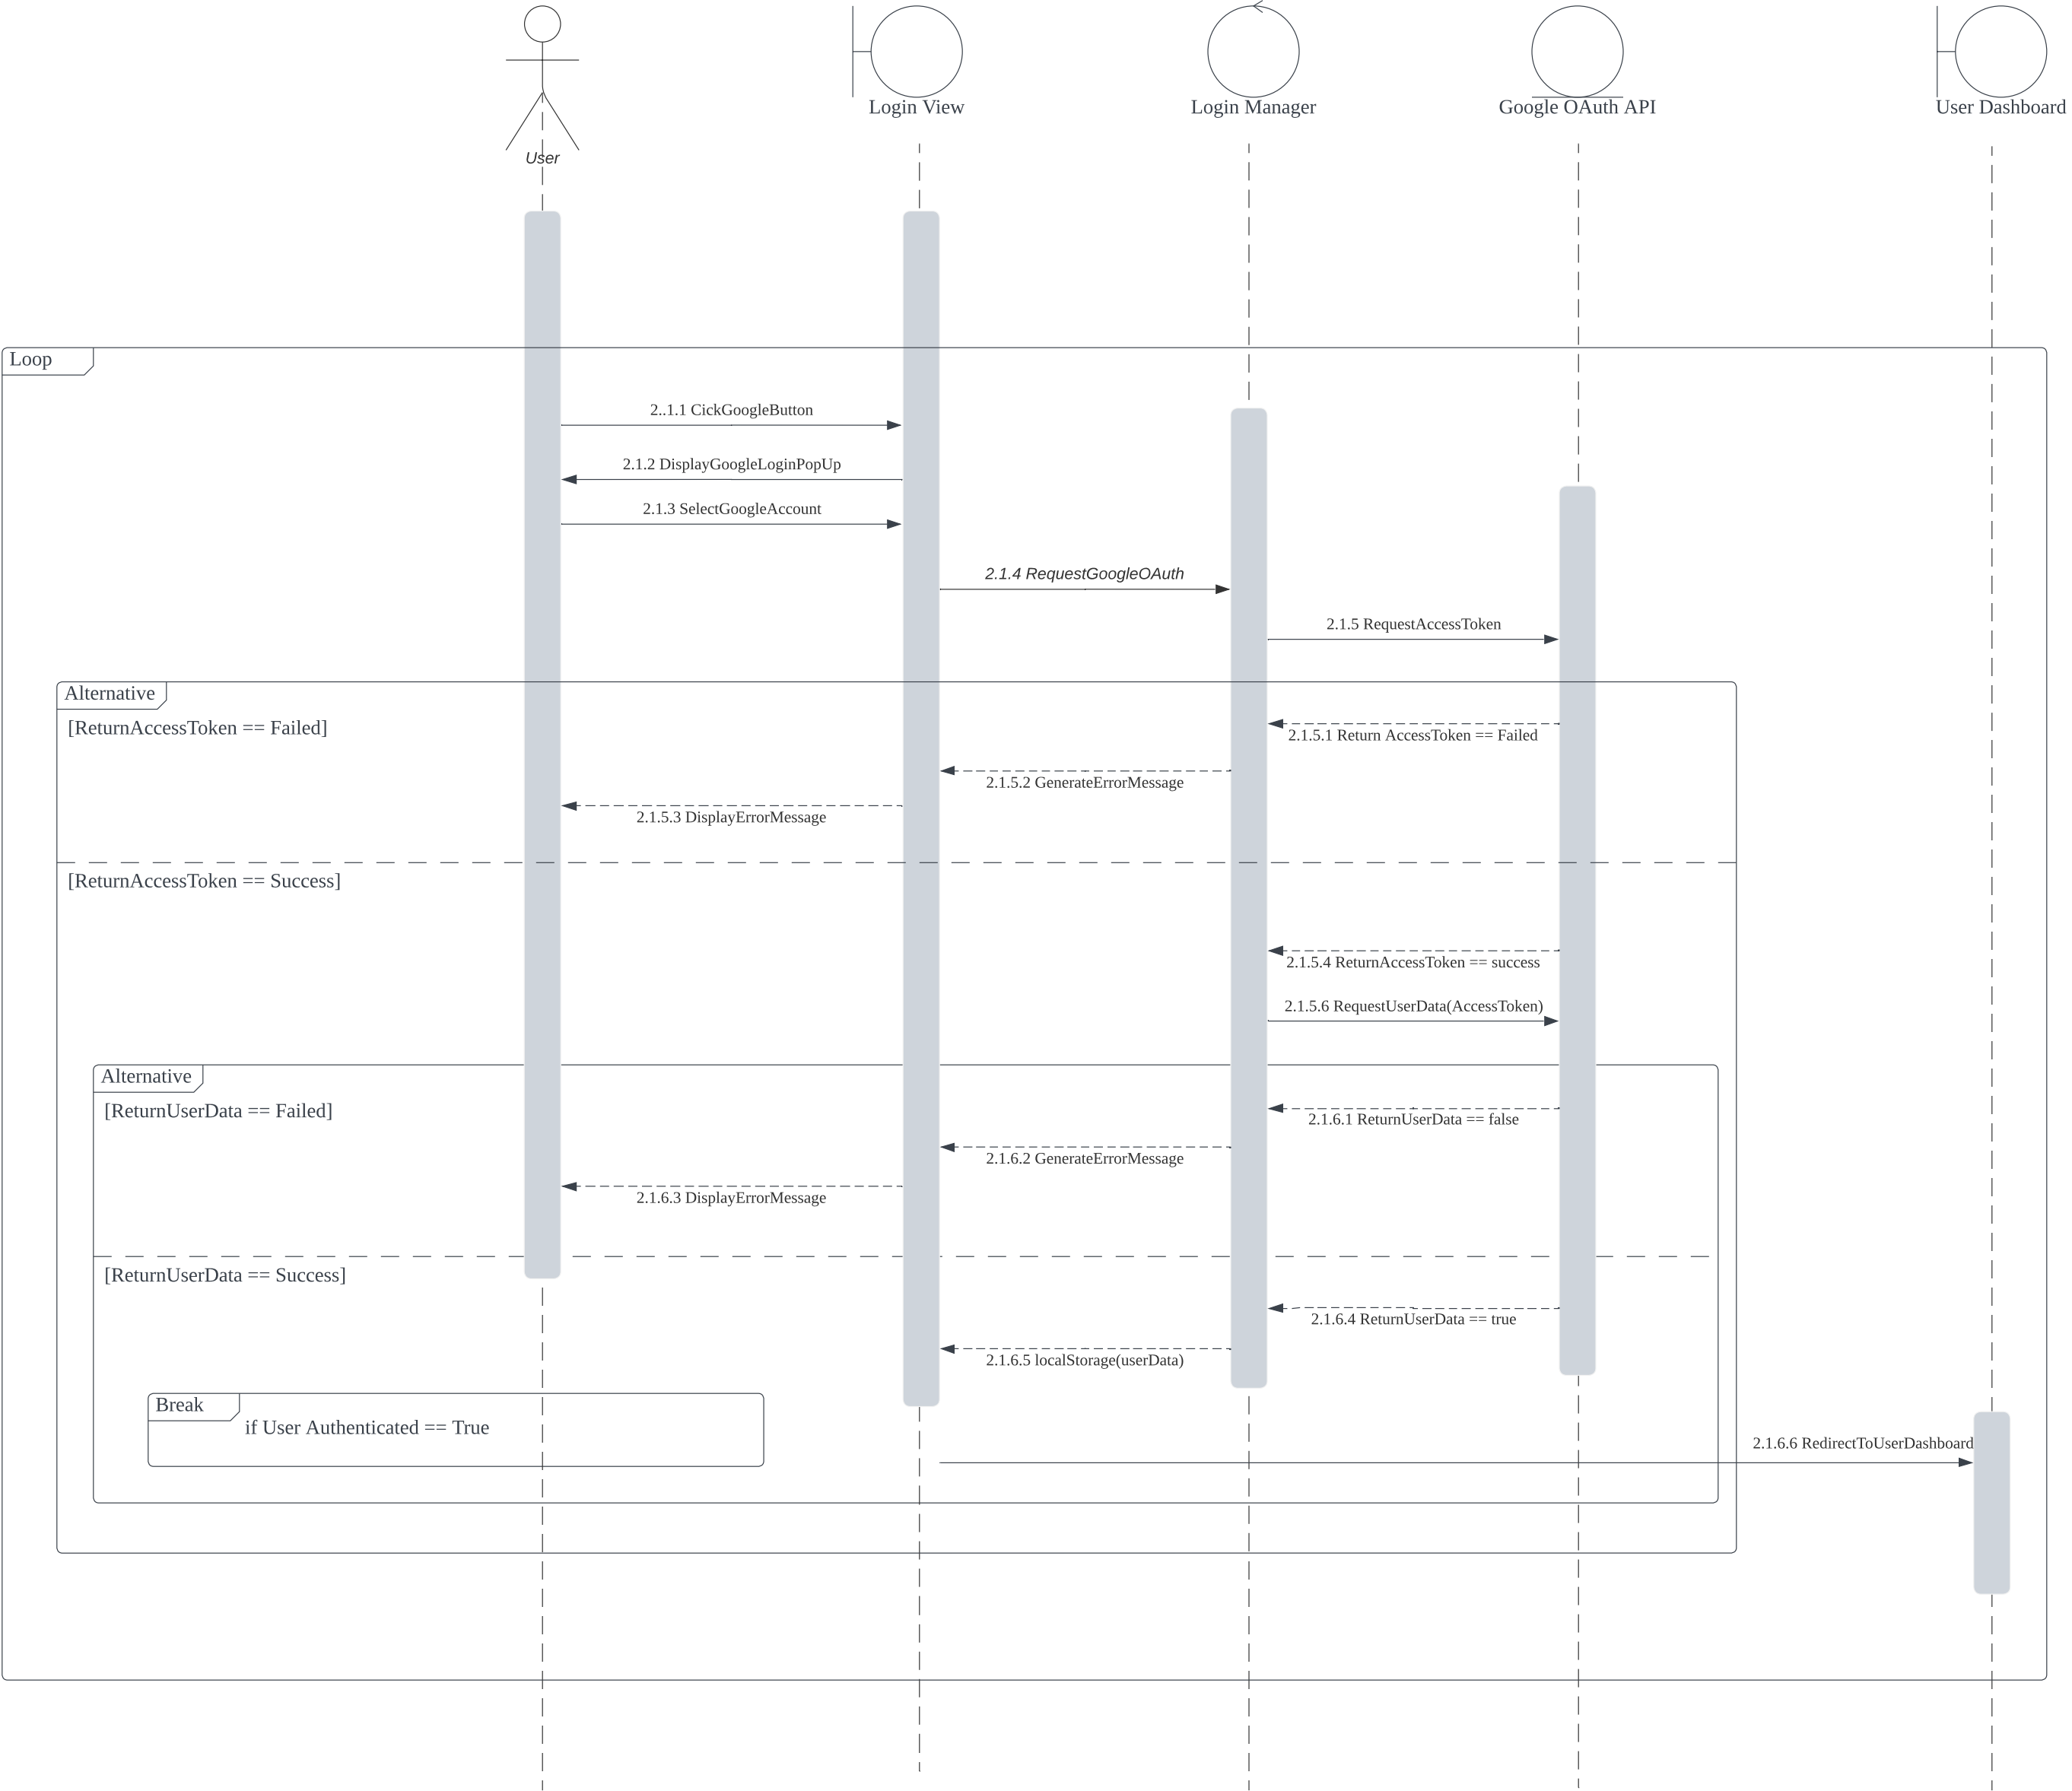 Login View
Login Manager
Google OAuth API
User Dashboard
User
Loop
2..1.1 CickGoogleButton
2.1.2 DisplayGoogleLoginPopUp
2.1.3 SelectGoogleAccount
2.1.4 RequestGoogleOAuth
2.1.5 RequestAccessToken
Alternative
[ReturnAccessToken == Failed]
2.1.5.1 Return AccessToken == Failed
2.1.5.2 GenerateErrorMessage
2.1.5.3 DisplayErrorMessage
[ReturnAccessToken == Success]
2.1.5.4 ReturnAccessToken == success
2.1.5.6 RequestUserData(AccessToken)
Alternative
[ReturnUserData == Failed]
2.1.6.1 ReturnUserData == false
2.1.6.2 GenerateErrorMessage
2.1.6.3 DisplayErrorMessage
[ReturnUserData == Success]
2.1.6.4 ReturnUserData == true
2.1.6.5 localStorage(userData)
Break
if User Authenticated == True
2.1.6.6 RedirectToUserDashboard